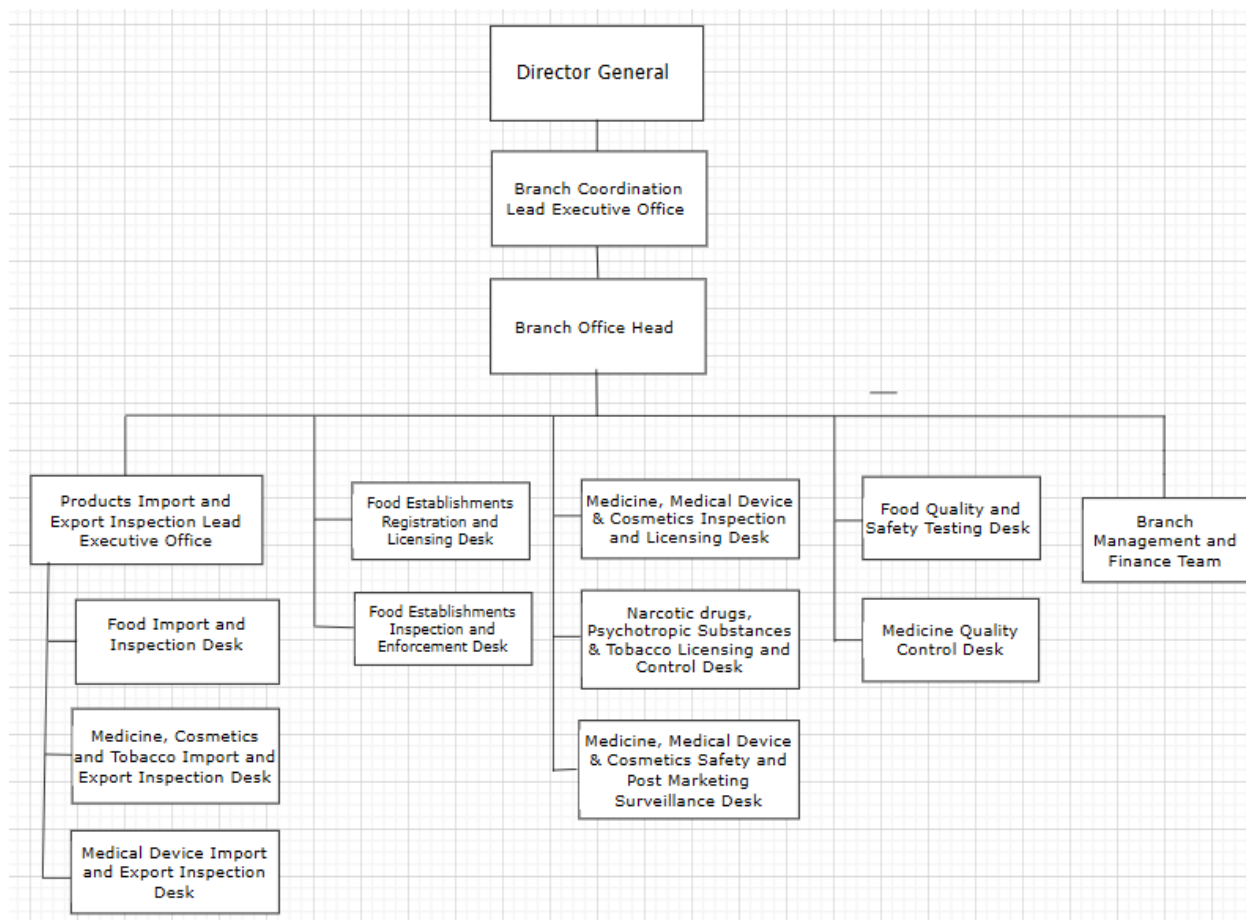 Director General
Branch Coordination
Lead Executive Office
Branch Office Head
Products Import and
Export Inspection Lead
Executive Office
Food Import and
Inspection Desk
Medicine, Cosmetics
and Tobacco Import and
Export Inspection Desk
Medical Device Import
and Export Inspection
Desk
Food Establishments
Registration and
Licensing Desk
Food Establishments
Inspection and
Enforcement Desk
Medicine, Medical Device
& Cosmetics Inspection
and Licensing Desk
Narcotic drugs,
Psychotropic Substances
& Tobacco Licensing and
Control Desk
Medicine, Medical Device
& Cosmetics Safety and
Post Marketing
Surveillance Desk
Food Quality and
Safety Testing Desk
Medicine Quality
Control Desk
Branch
Management and
Finance Team